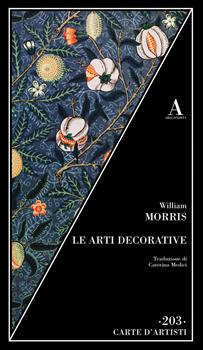 A
ABSCONDITA
William
MORRIS
LE ARTI DECORATIVE
Traduzione di
Caterina Medici
·203·
CARTE D'ARTISTI